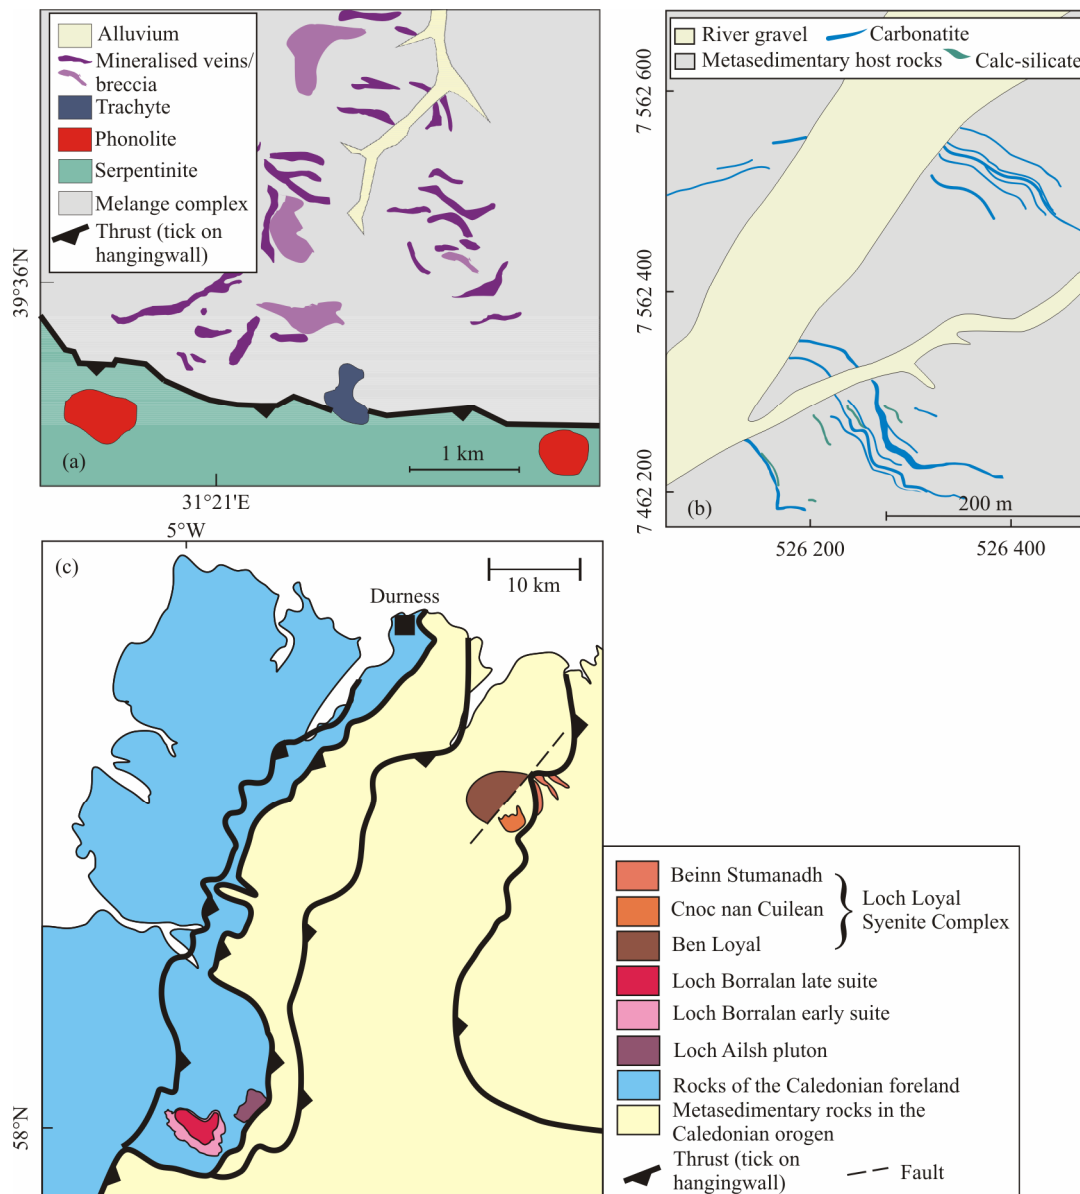 Alluvium
Mineralised veins/
breccia
Trachyte
Phonolite
Serpentinite
Melange complex
Thrust (tick on
hangingwall)
39°36'N
(a)
1 km
31°21'E
River gravel
Carbonatite
Metasedimentary host rocks
Calc-silicate
7 562 600
7 562 400
7 462 200
(b)
200 m
526 200
526 400
5°W
(c)
10 km
Durness
58°N
Beinn Stumanadh
Cnoc nan Cuilean
Ben Loyal
Loch Loyal
Syenite Complex
Loch Borralan late suite
Loch Borralan early suite
Loch Ailsh pluton
Rocks of the Caledonian foreland
Metasedimentary rocks in the
Caledonian orogen
Thrust (tick on
hangingwall)
Fault